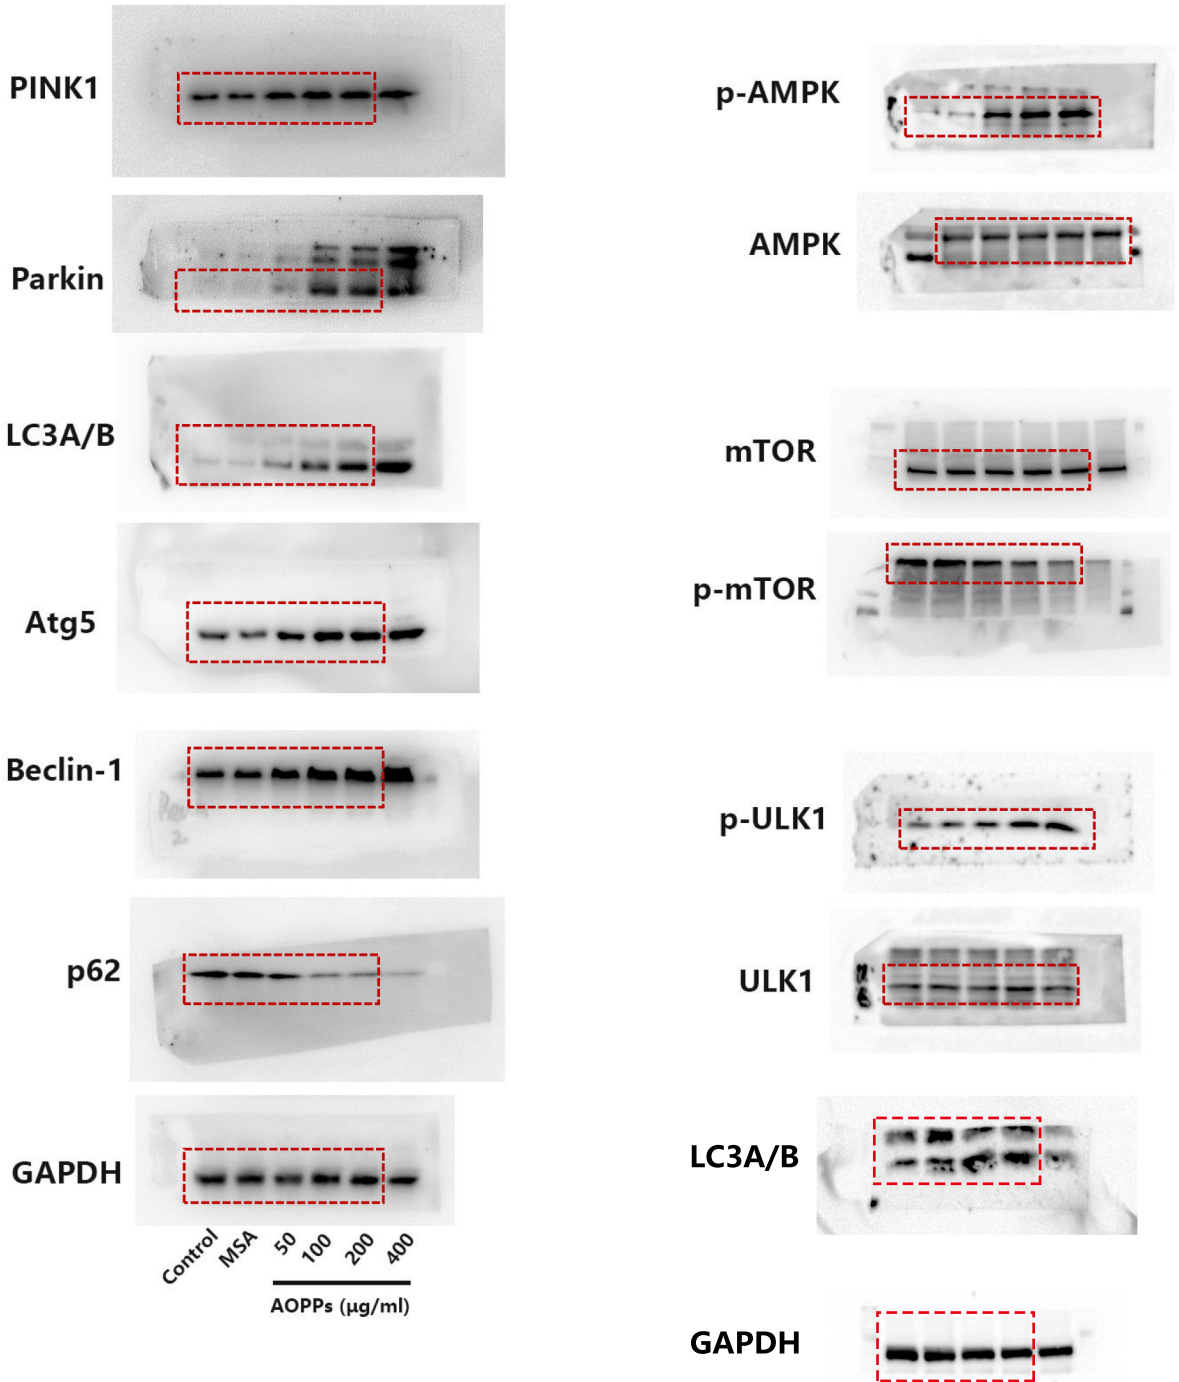 PINK1
Parkin
LC3A/B
Atg5
Beclin-1
p62
GAPDH
Control MSA 50 100 200 400
AOPPs (μg/ml)
p-AMPK
AMPK
mTOR
p-mTOR
p-ULK1
ULK1
LC3A/B
GAPDH